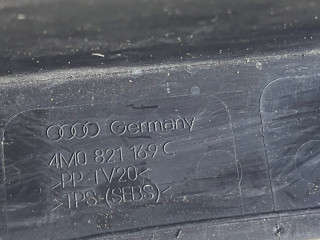 Germany
4M0 821 169 C
>PP-TV20<
>TPS-(SEBS)<